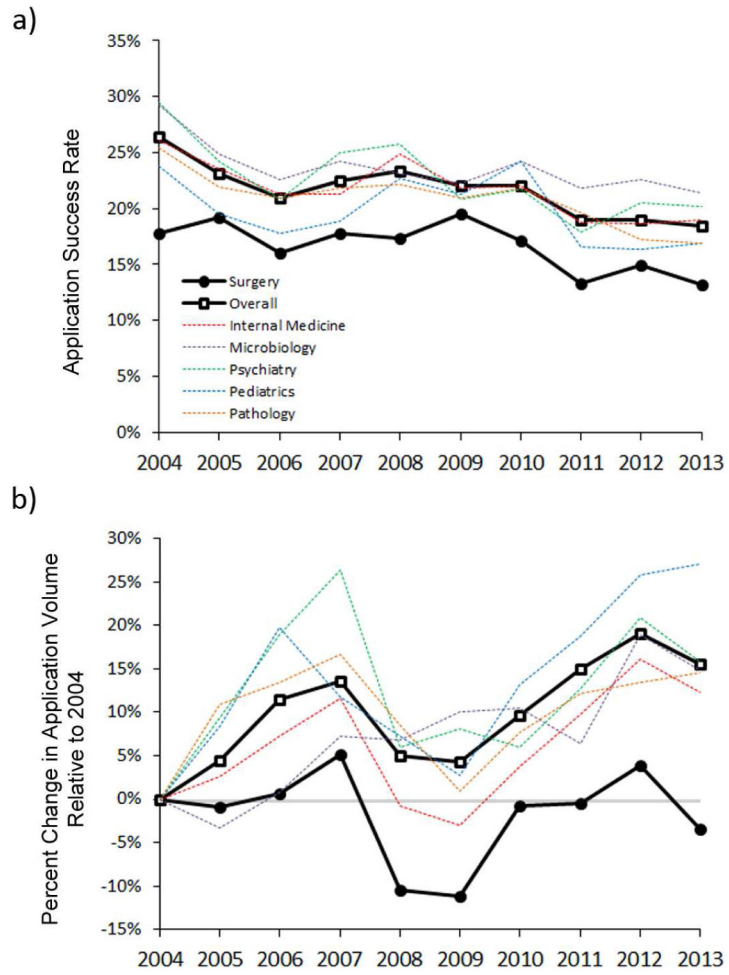 a)
Application Success Rate
35%
30%
25%
20%
15%
10%
5%
0%
Surgery
Overall
Internal Medicine
Microbiology
Psychiatry
Pediatrics
Pathology
2004 2005 2006 2007 2008 2009 2010 2011 2012 2013
b)
Percent Change in Application Volume
Relative to 2004
30%
25%
20%
15%
10%
5%
0%
-5%
-10%
-15%
2004 2005 2006 2007 2008 2009 2010 2011 2012 2013